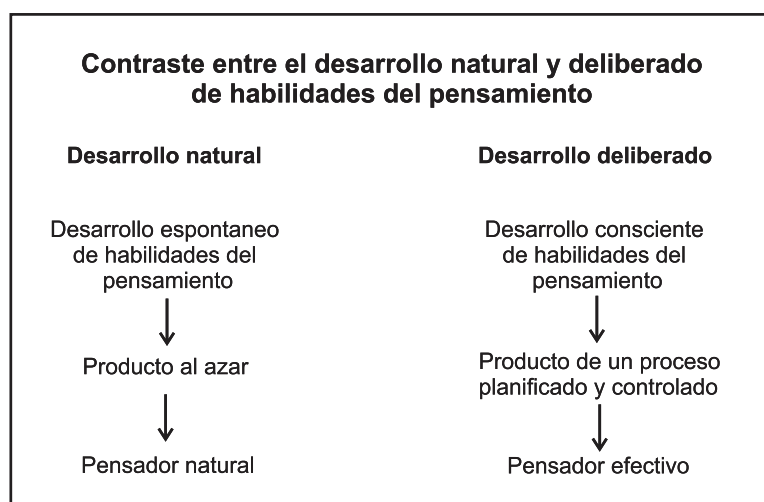 Contraste entre el desarrollo natural y deliberado
de habilidades del pensamiento
Desarrollo natural
Desarrollo espontaneo
de habilidades del
pensamiento
Producto al azar
Pensador natural
Desarrollo deliberado
Desarrollo consciente
de habilidades del
pensamiento
Producto de un proceso
planificado y controlado
Pensador efectivo